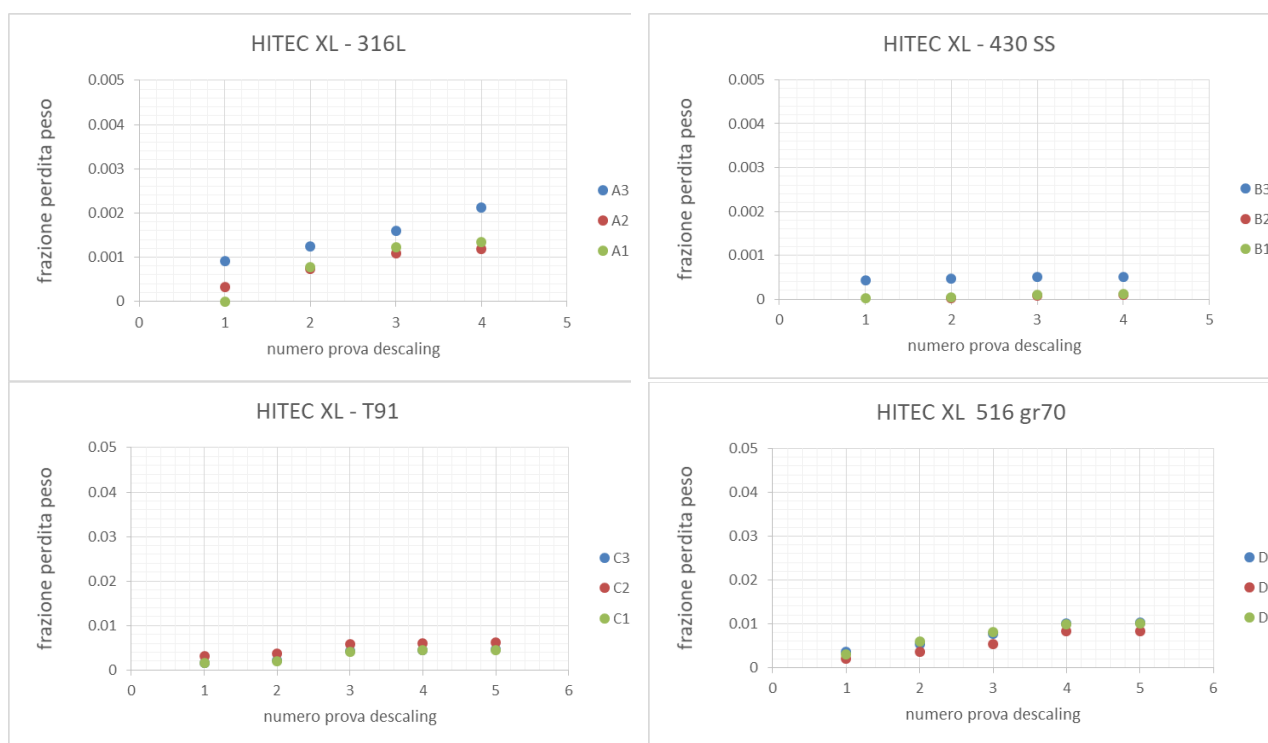 HITEC XL - 316L
frazione perdita peso
0.005
0.004
0.003
0.002
0.001
0
0 1 2 3 4 5
numero prova descaling
A3
A2
A1
HITEC XL - 430 SS
frazione perdita peso
0.005
0.004
0.003
0.002
0.001
0
0 1 2 3 4 5
numero prova descaling
B3
B2
B1
HITEC XL - T91
frazione perdita peso
0.05
0.04
0.03
0.02
0.01
0
0 1 2 3 4 5 6
numero prova descaling
C3
C2
C1
HITEC XL 516 gr70
frazione perdita peso
0.05
0.04
0.03
0.02
0.01
0
0 1 2 3 4 5 6
numero prova descaling
D
D
D